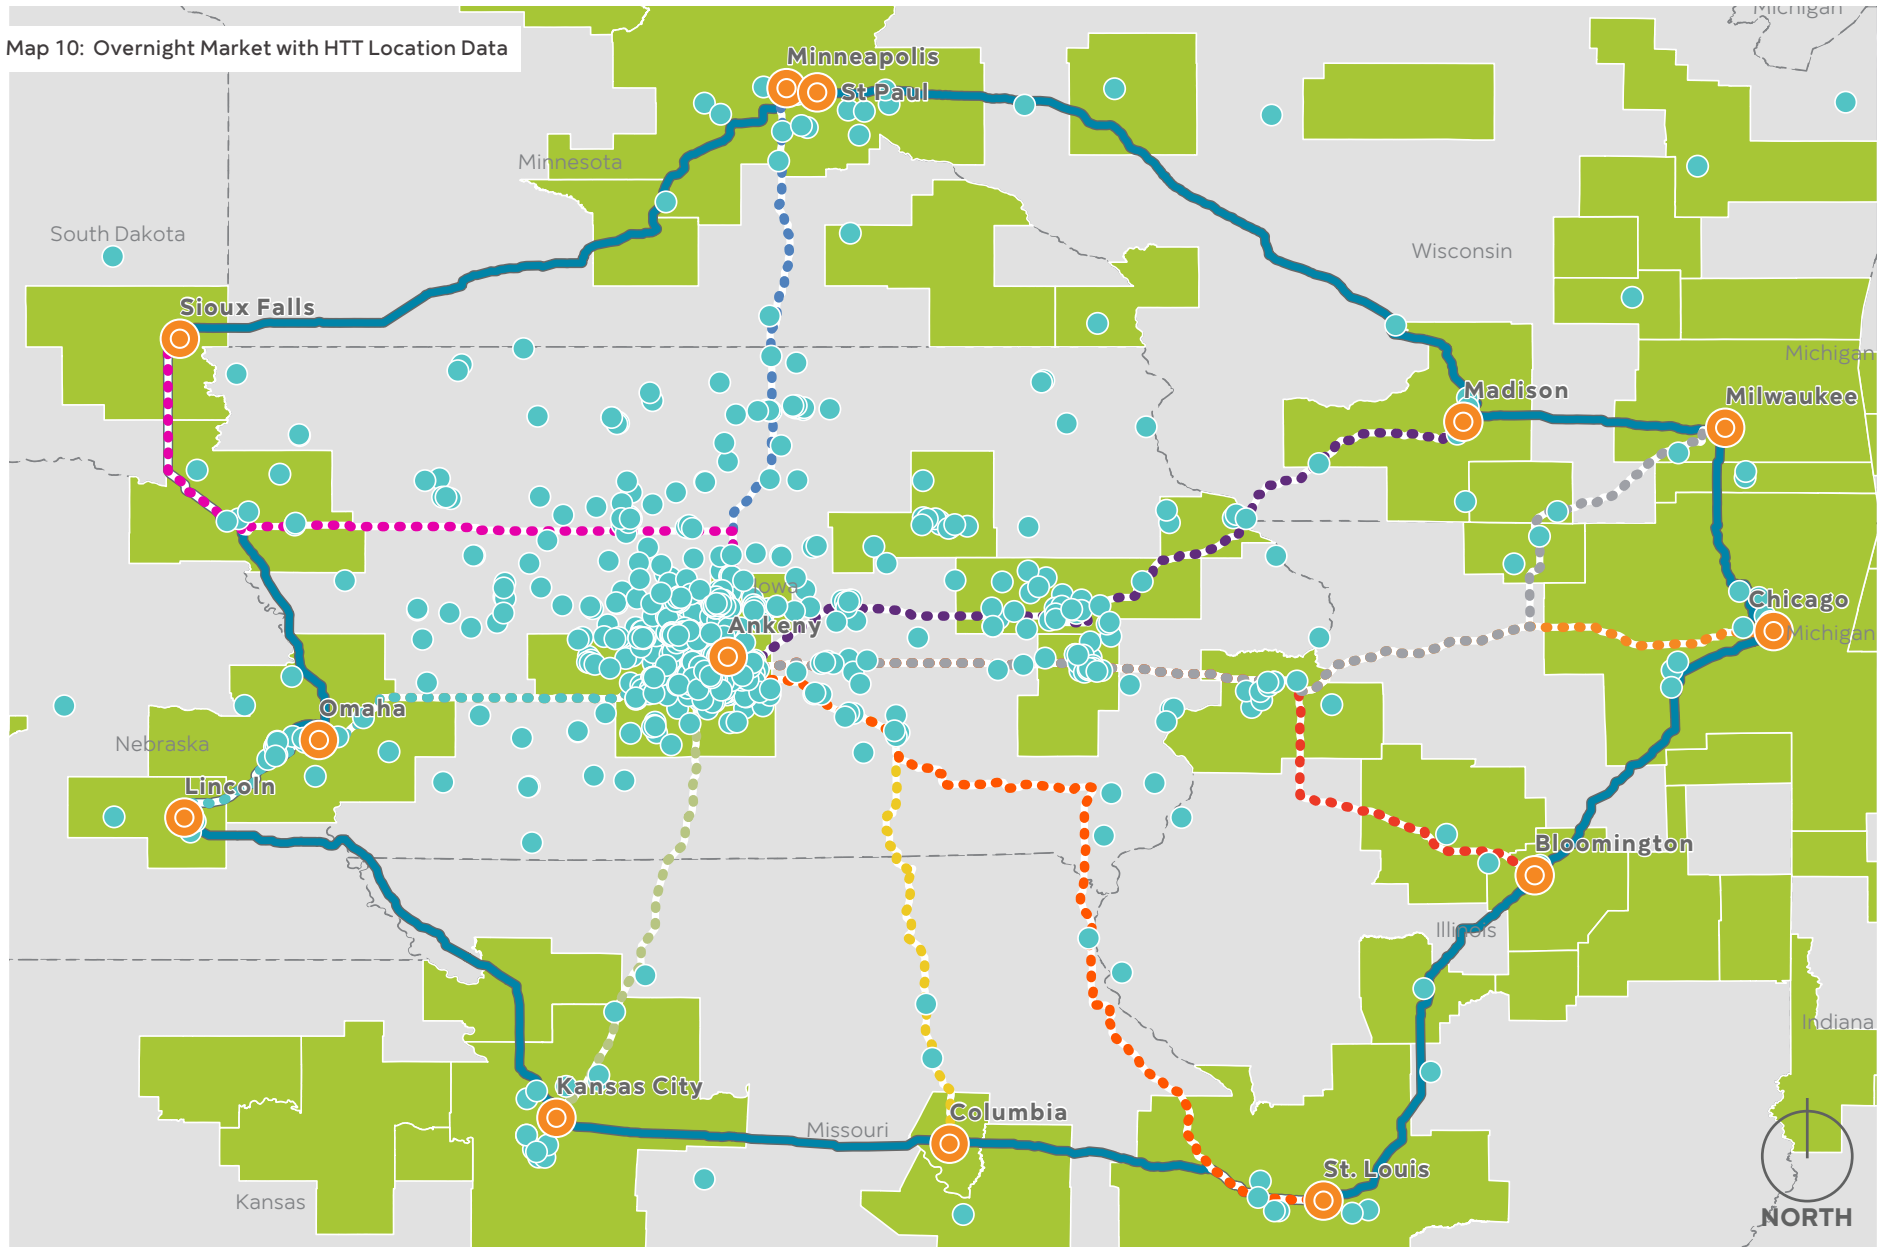 Michigan
Map 10: Overnight Market with HTT Location Data
Minneapolis
St Paul
Minnesota
South Dakota
Wisconsin
Sioux Falls
Michigan
Madison
Milwaukee
Iowa
Chicago
Ankeny
Michigan
Omaha
Nebraska
Lincoln
Bloomington
Illinois
Indiana
Kansas City
Columbia
Missouri
St. Louis
Kansas
NORTH